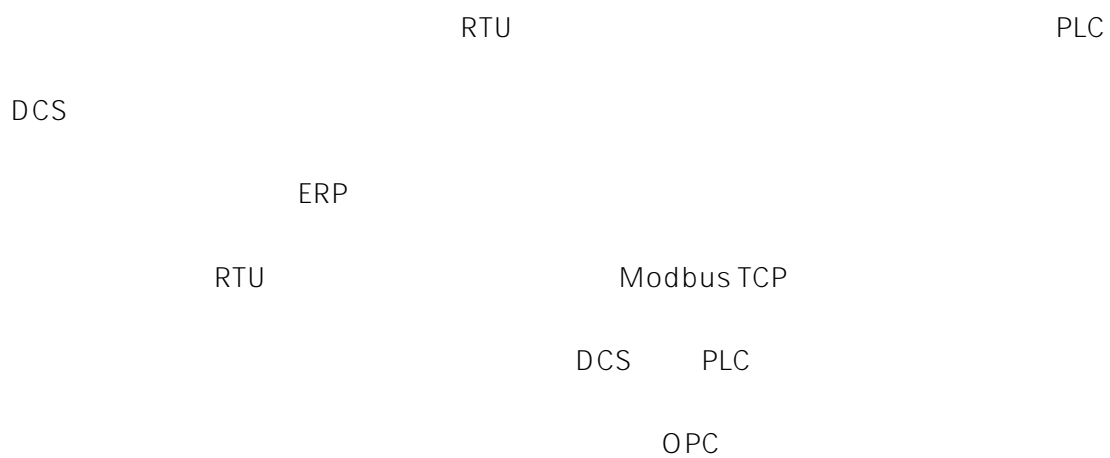 RTU PLC
DCS
ERP
RTU Modbus TCP
DCS PLC
OPC